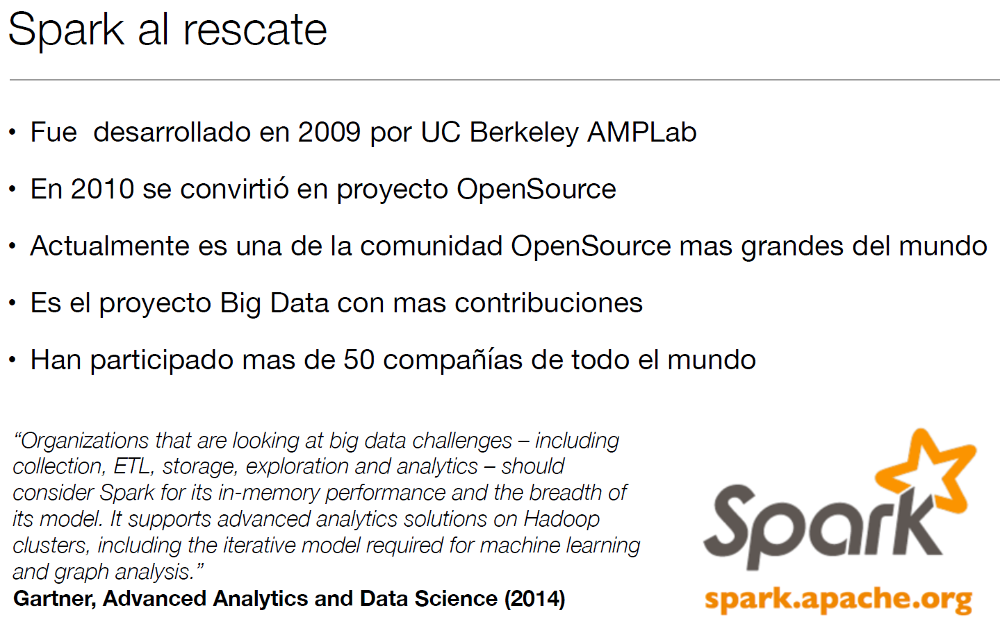 Spark al rescate
• Fue  desarrollado en 2009 por UC Berkeley AMPLab
• En 2010 se convirtió en proyecto OpenSource
• Actualmente es una de la comunidad OpenSource mas grandes del mundo
• Es el proyecto Big Data con mas contribuciones
• Han participado mas de 50 compañías de todo el mundo
“Organizations that are looking at big data challenges – including
collection, ETL, storage, exploration and analytics – should
consider Spark for its in-memory performance and the breadth of
its model. It supports advanced analytics solutions on Hadoop
clusters, including the iterative model required for machine learning
and graph analysis.”
Gartner, Advanced Analytics and Data Science (2014)
Spark
spark.apache.org